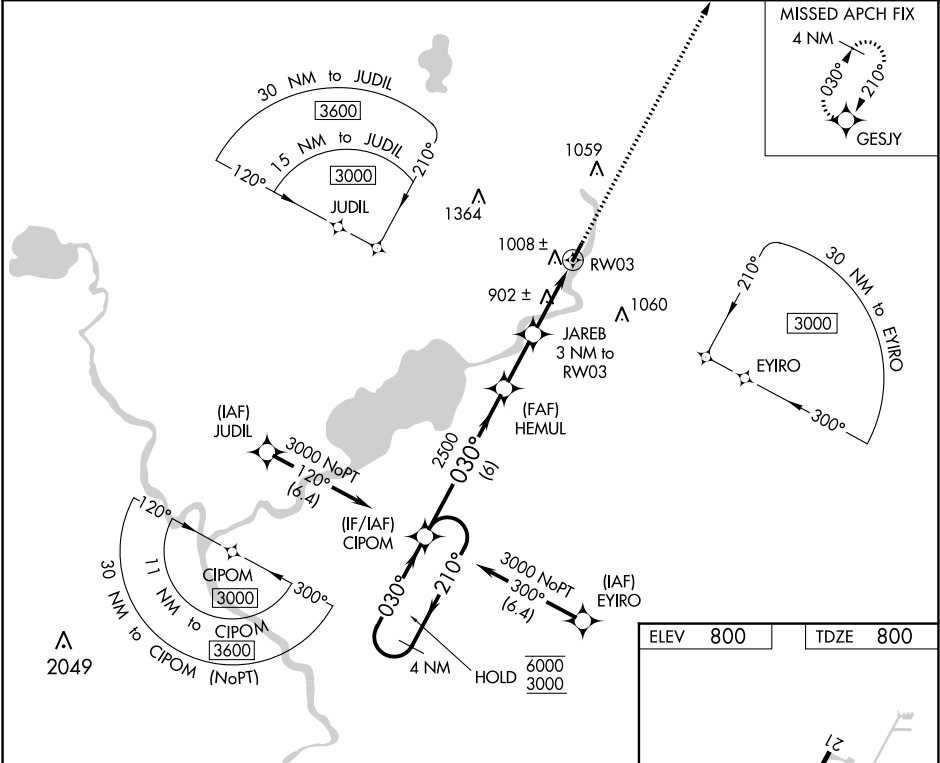 MISSED APCH FIX
4 NM
030°
210°
GESJY
30 NM to JUDIL
3600
15 NM to JUDIL
3000
120°
210°
JUDIL
1059
1364
1008 ±
RW03
902 ±
1060
JAREB
3 NM to
RW03
210°
30 NM to EYIRO
3000
EYIRO
300°
(FAF)
HEMUL
(IAF)
JUDIL
3000 NoPT
120°
(6.4)
2500
030°
(6)
(IF/IAF)
CIPOM
120°
CIPOM
3000
300°
11 NM to CIPOM
3600
30 NM to CIPOM (NoPT)
030°
210°
4 NM
HOLD
6000
3000
3000 NoPT
300°
(6.4)
(IAF)
EYIRO
2049
ELEV 800
TDZE 800
21